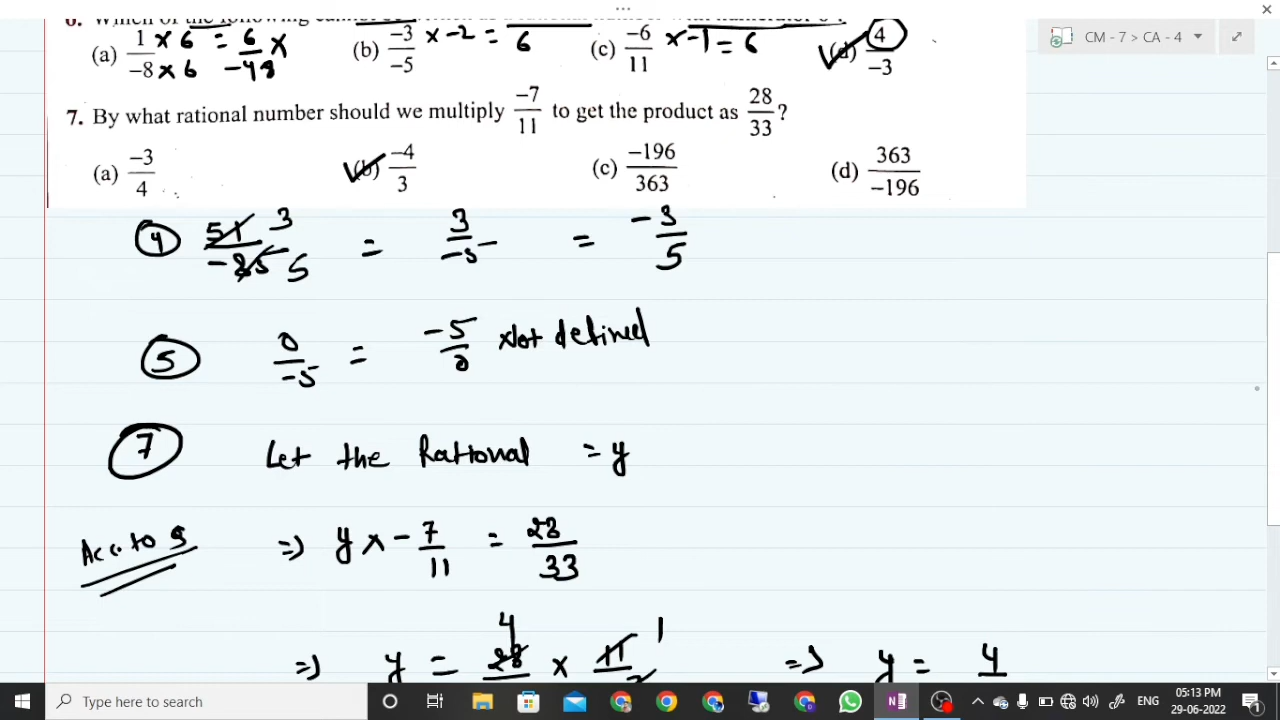 CM - 7 > CA - 4
(a) 1/-8 × 6 × 6 = 6/-48 × (b) -3/-5 × -2 = 6 (c) -6/11 × -1 = 6 (d) 4/-3
7. By what rational number should we multiply -7/11 to get the product as 28/33?
(a) -3/4 (b) -4/3 (c) -196/363 (d) 363/-196
4 51/-85 3 5 = 3/-5 = -3/5
5 0/-5 = -5/0 Not defined
7 Let the Rational = y
Acc. to Q => y × -7/11 = 28/33
=> y = 28 4 × 11 1 => y = 4
Type here to search
ENG
05:13 PM
29-06-2022